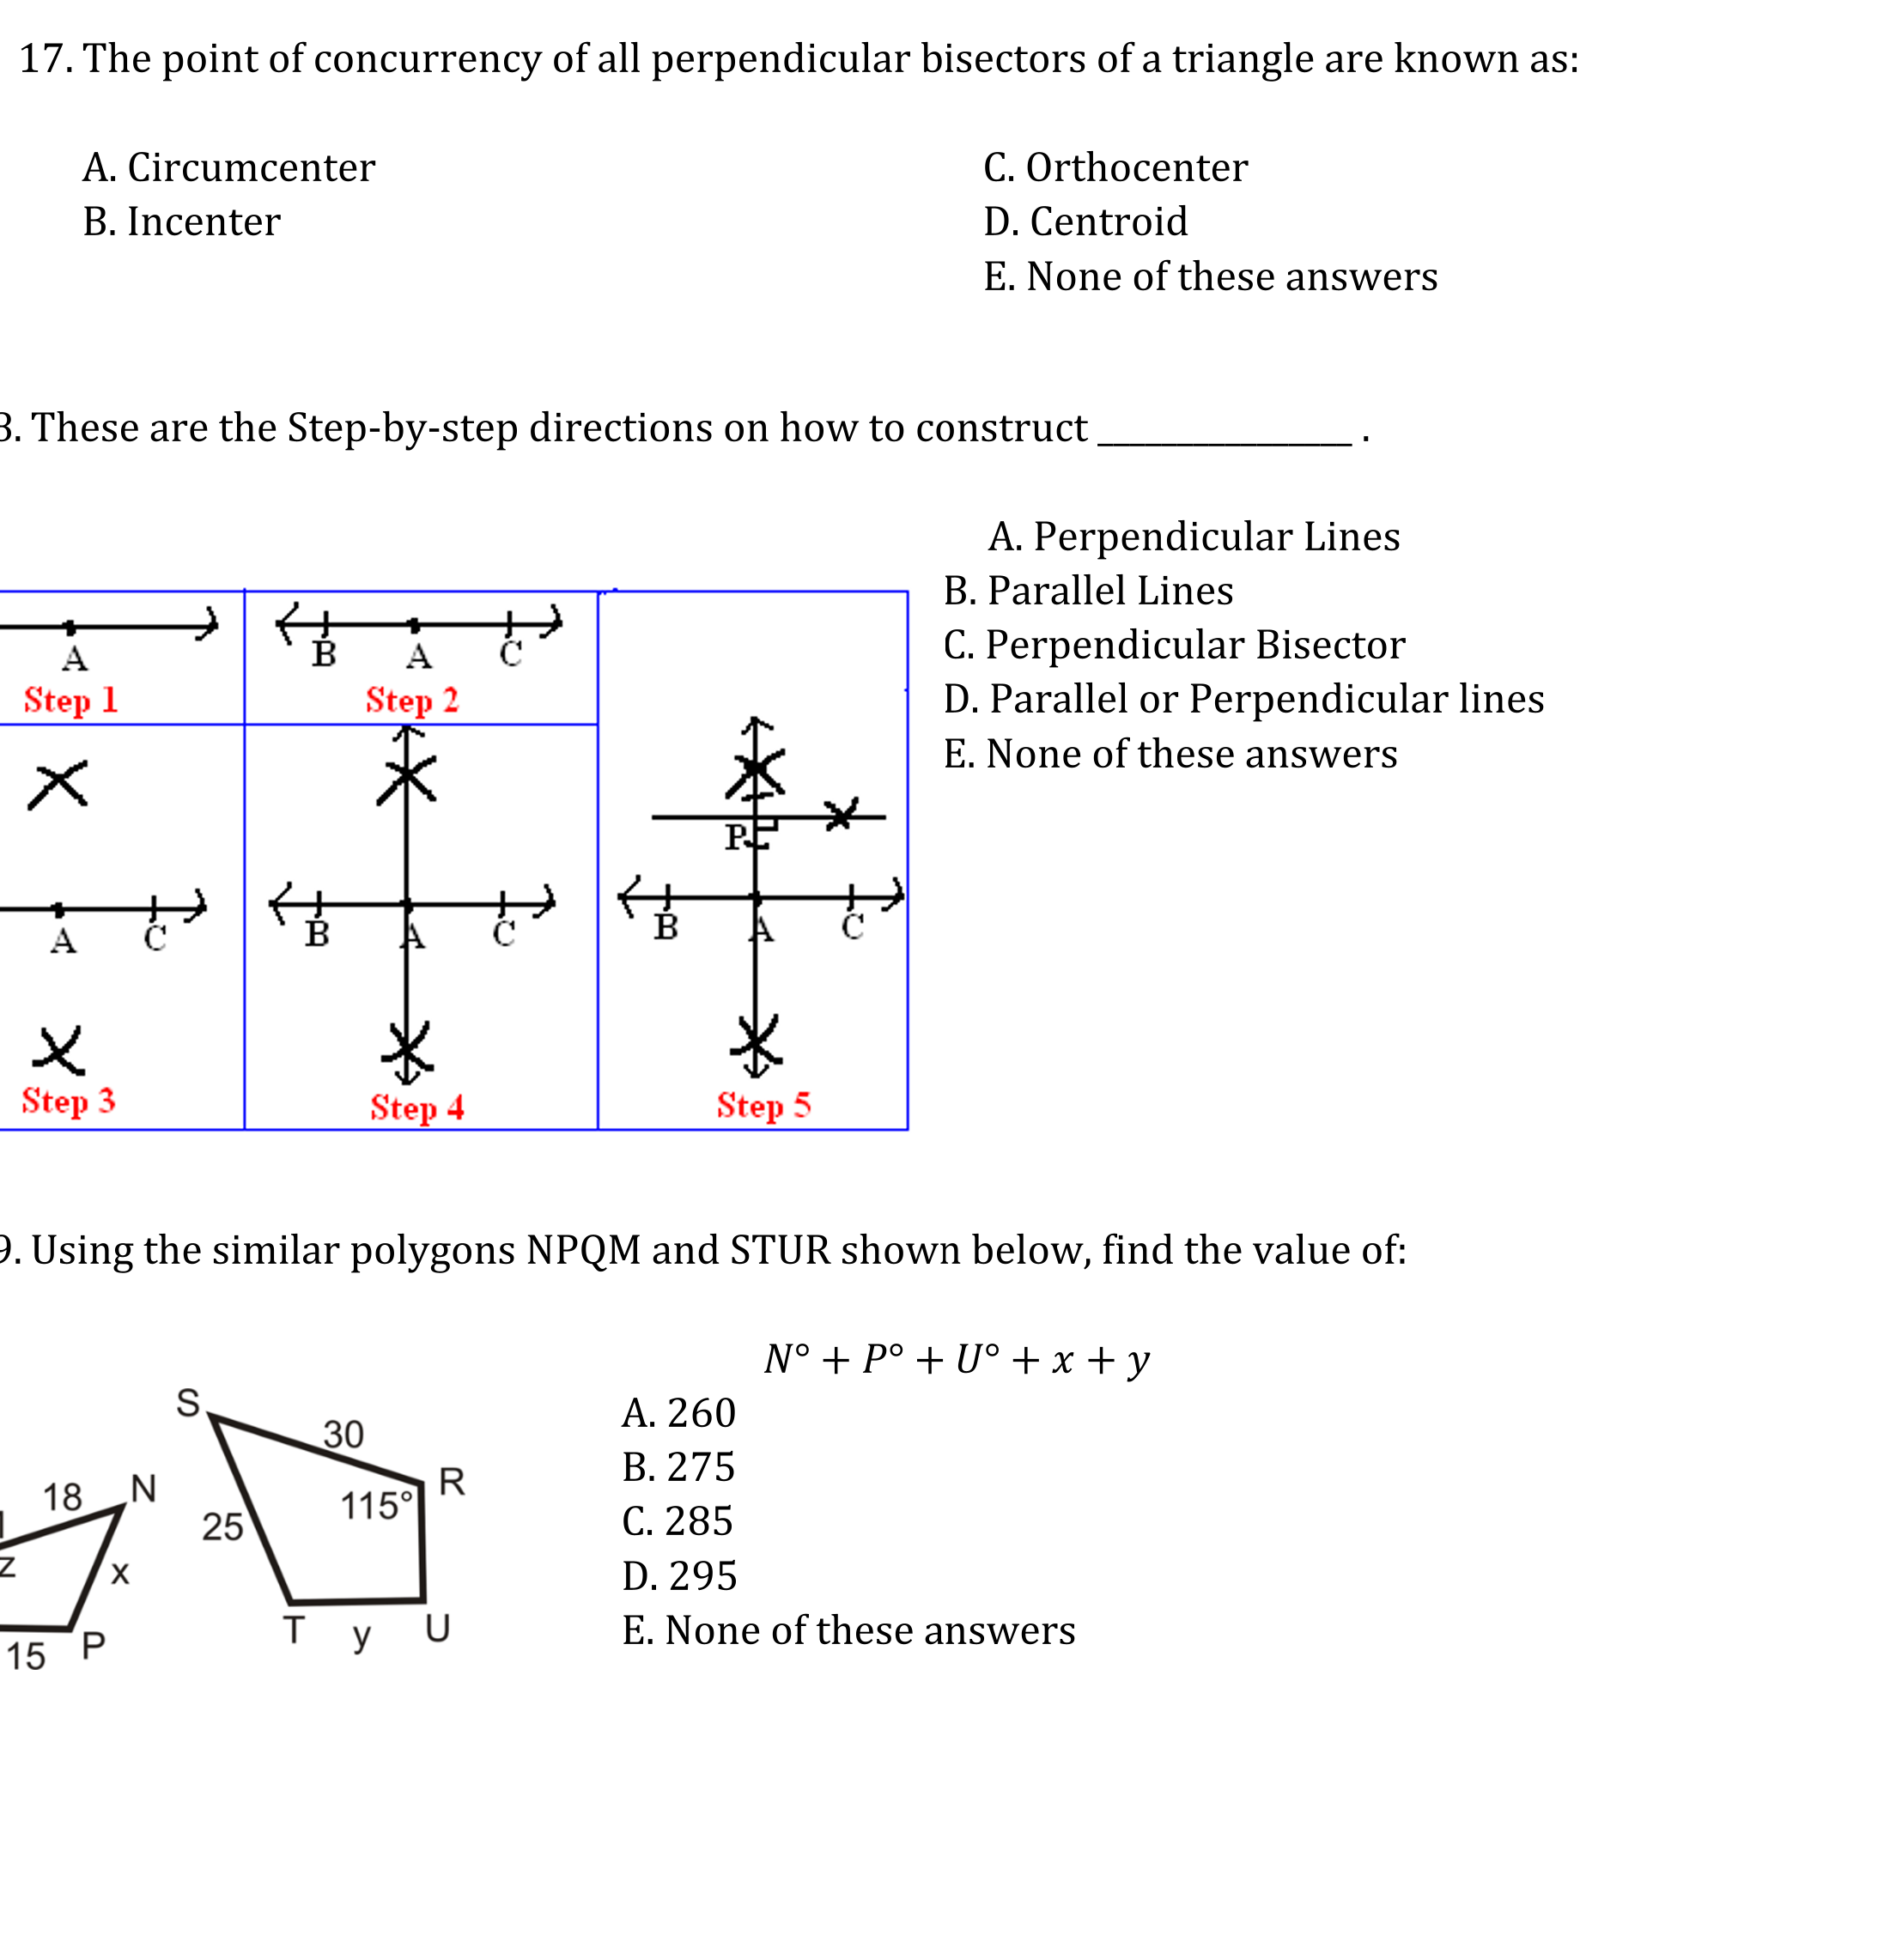 17. The point of concurrency of all perpendicular bisectors of a triangle are known as:
A. Circumcenter
B. Incenter
C. Orthocenter
D. Centroid
E. None of these answers
8. These are the Step-by-step directions on how to construct ________________ .
A. Perpendicular Lines
B. Parallel Lines
C. Perpendicular Bisector
D. Parallel or Perpendicular lines
E. None of these answers
A
Step 1
B A C
Step 2
A C
Step 3
B A C
Step 4
P
B A C
Step 5
9. Using the similar polygons NPQM and STUR shown below, find the value of:
N° + P° + U° + x + y
A. 260
B. 275
C. 285
D. 295
E. None of these answers
18 N
z x
15 P
S 30 R
25 115°
T y U